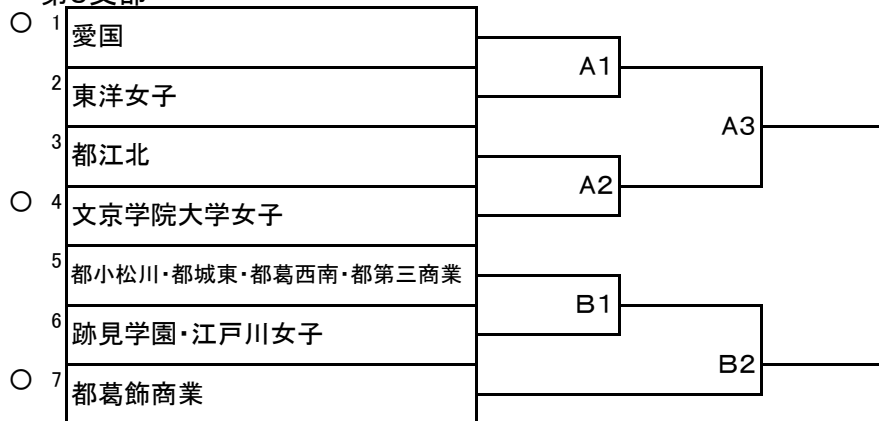 ○ 1 愛国
A1
2 東洋女子
A3
3 都江北
A2
○ 4 文京学院大学女子
5 都小松川・都城東・都葛西南・都第三商業
B1
6 跡見学園・江戸川女子
B2
○ 7 都葛飾商業